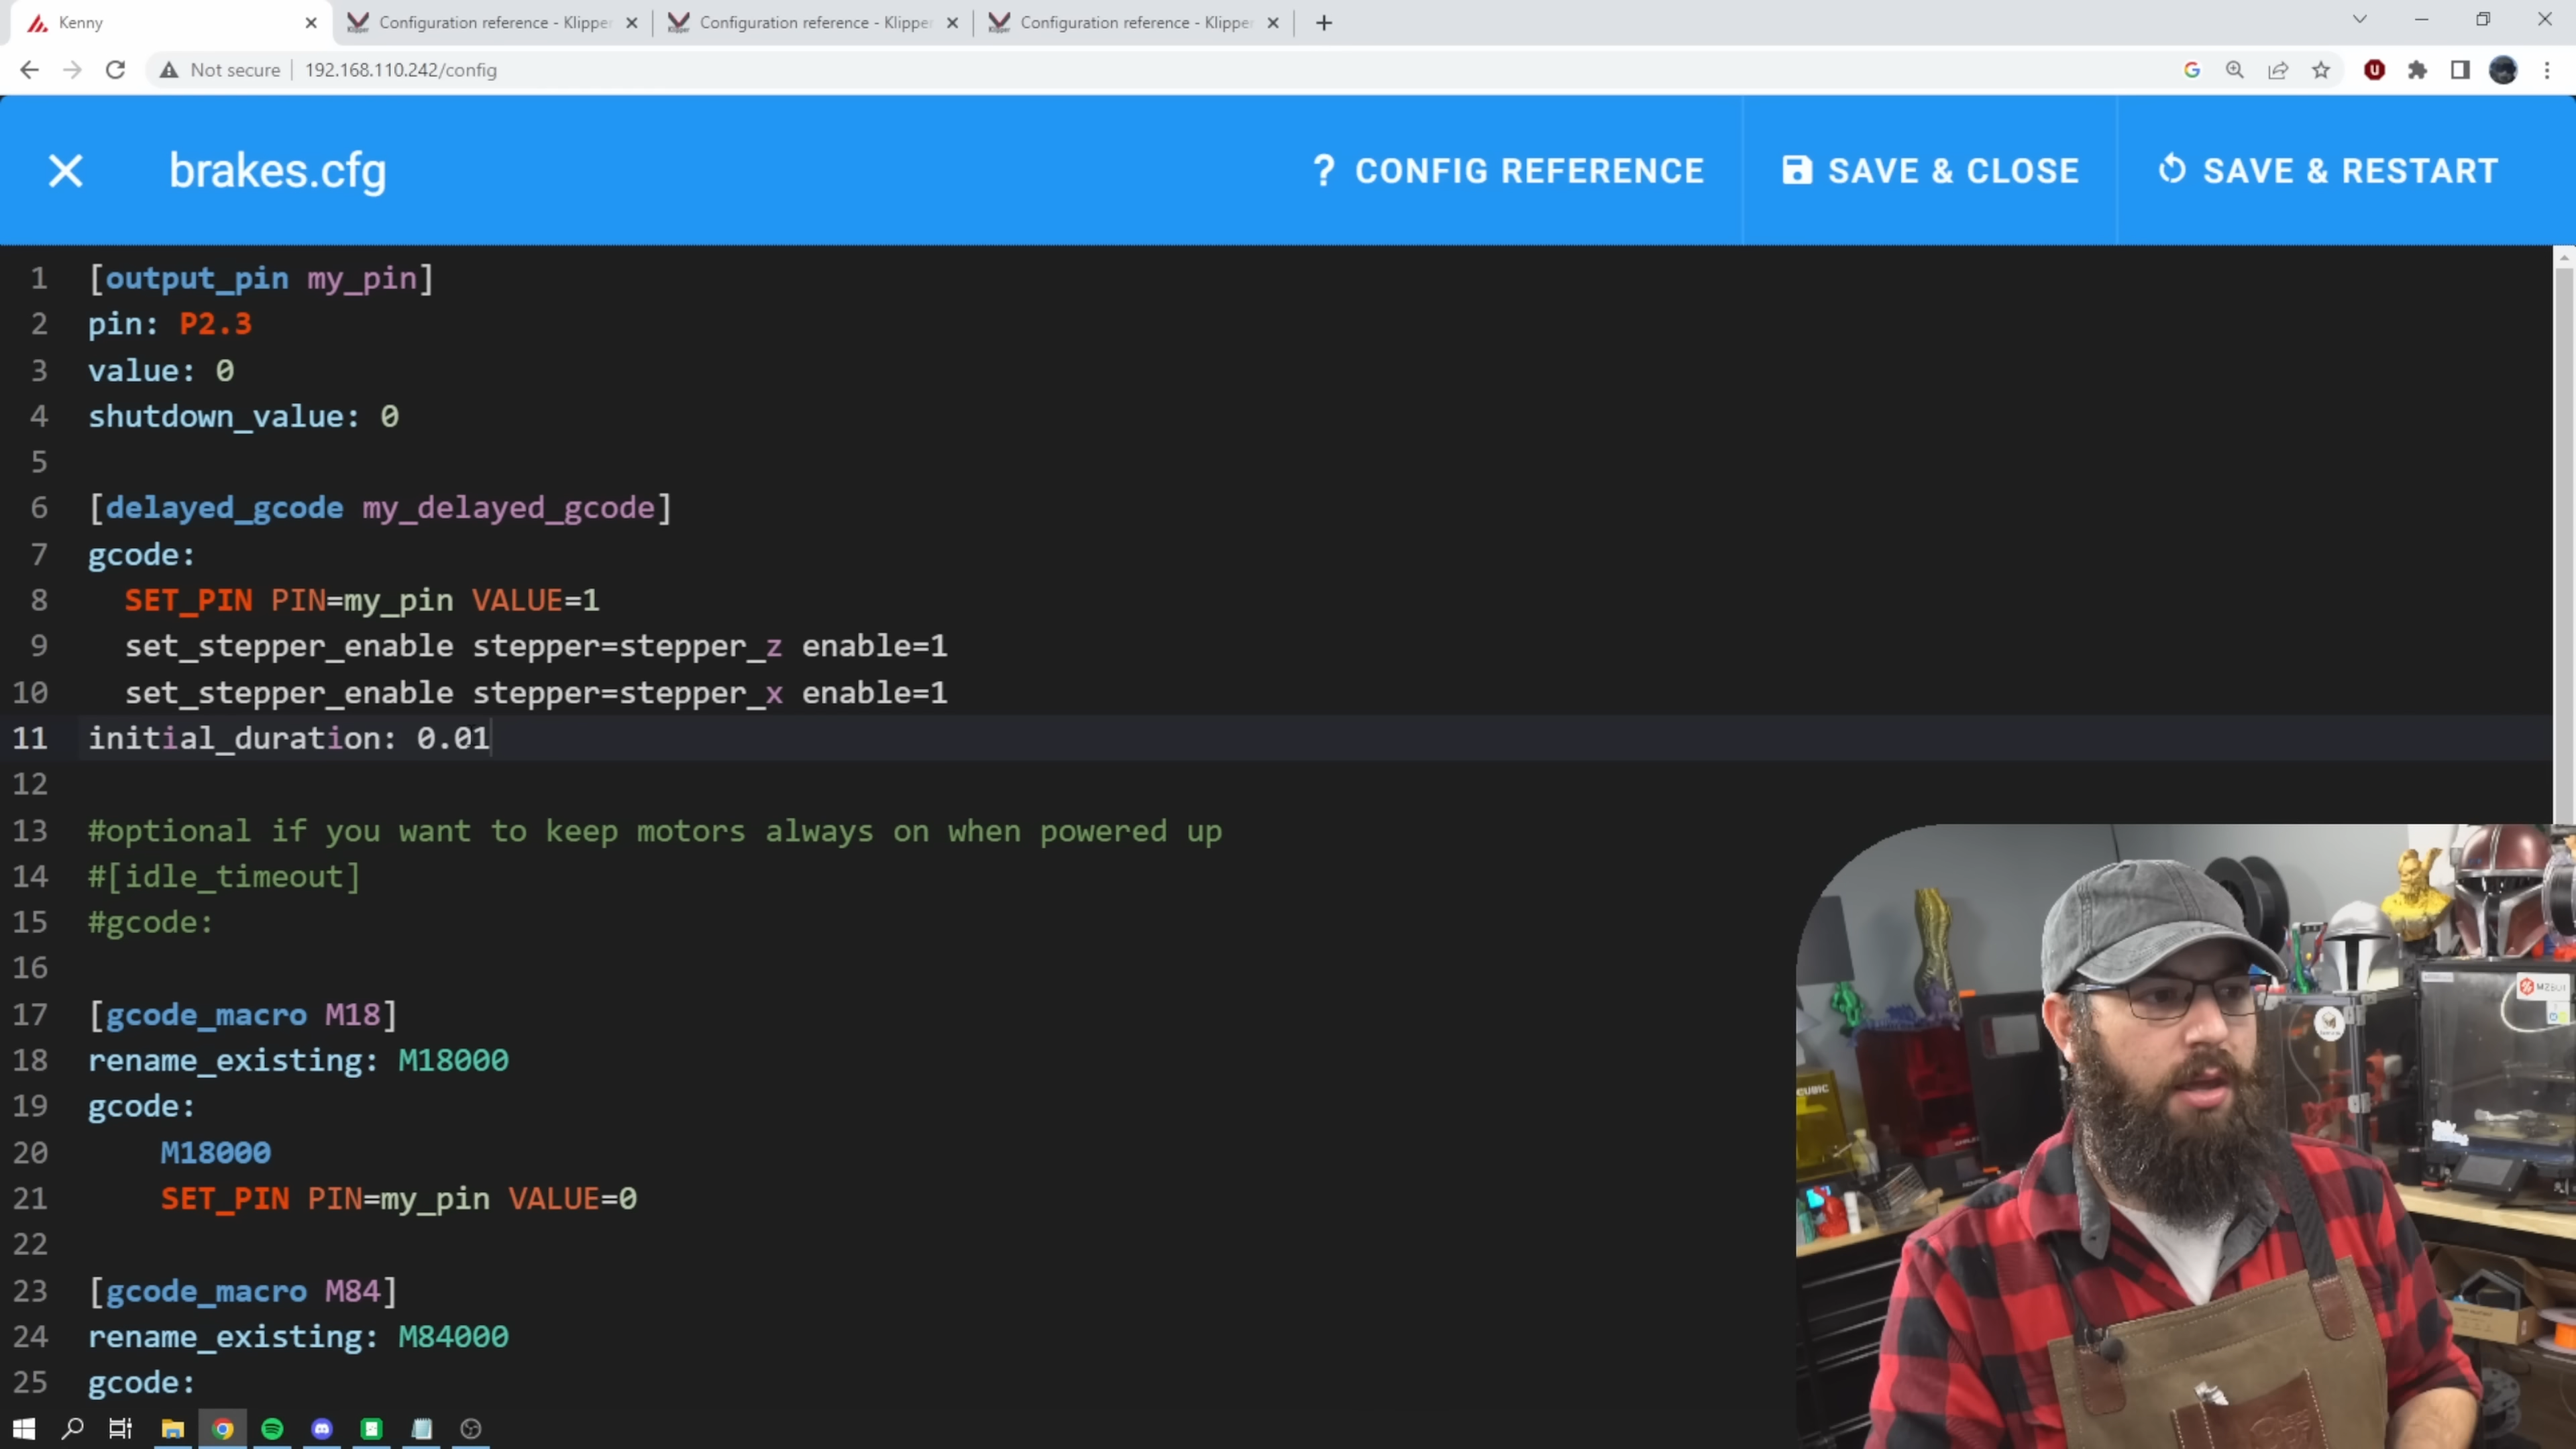 Kenny
Configuration reference - Klipper
Configuration reference - Klipper
Configuration reference - Klipper
Not secure
192.168.110.242/config
brakes.cfg
? CONFIG REFERENCE
SAVE & CLOSE
SAVE & RESTART
1 [output_pin my_pin]
2 pin: P2.3
3 value: 0
4 shutdown_value: 0
5
6 [delayed_gcode my_delayed_gcode]
7 gcode:
8 SET_PIN PIN=my_pin VALUE=1
9 set_stepper_enable stepper=stepper_z enable=1
10 set_stepper_enable stepper=stepper_x enable=1
11 initial_duration: 0.01
12
13 #optional if you want to keep motors always on when powered up
14 #[idle_timeout]
15 #gcode:
16
17 [gcode_macro M18]
18 rename_existing: M18000
19 gcode:
20 M18000
21 SET_PIN PIN=my_pin VALUE=0
22
23 [gcode_macro M84]
24 rename_existing: M84000
25 gcode:
CUBIC